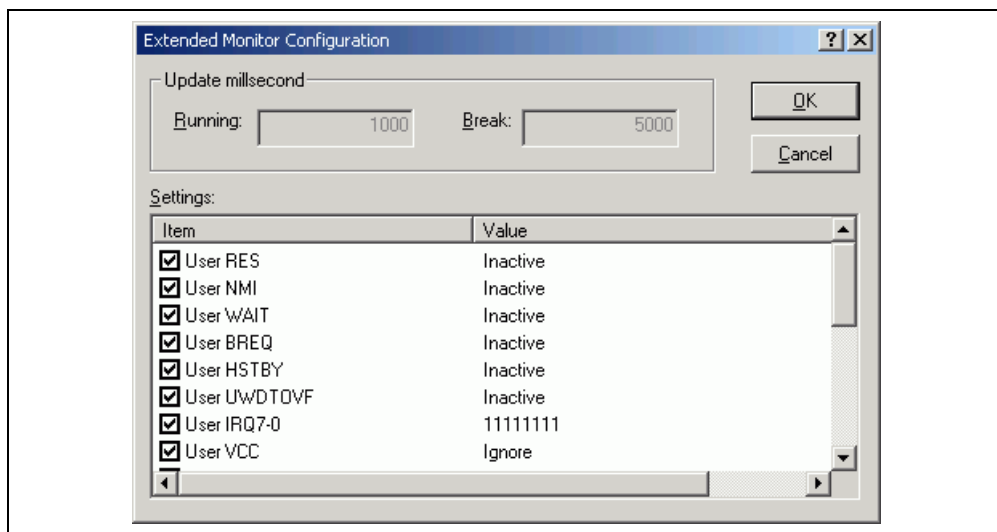 Extended Monitor Configuration
Update millsecond
Running: 1000 Break: 5000
OK
Cancel
Settings:
Item Value
User RES Inactive
User NMI Inactive
User WAIT Inactive
User BREQ Inactive
User HSTBY Inactive
User UWDTOVF Inactive
User IRQ7-0 11111111
User VCC Ignore